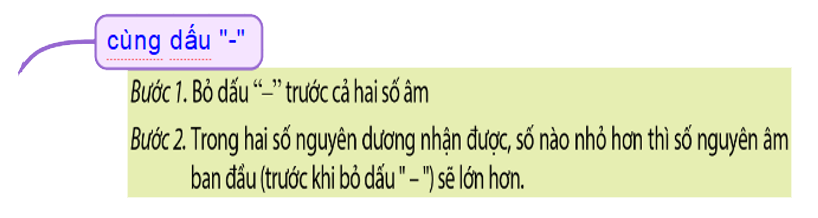 cùng dấu "-"
Bước 1. Bỏ dấu “–” trước cả hai số âm
Bước 2. Trong hai số nguyên dương nhận được, số nào nhỏ hơn thì số nguyên âm
ban đầu (trước khi bỏ dấu " – ") sẽ lớn hơn.